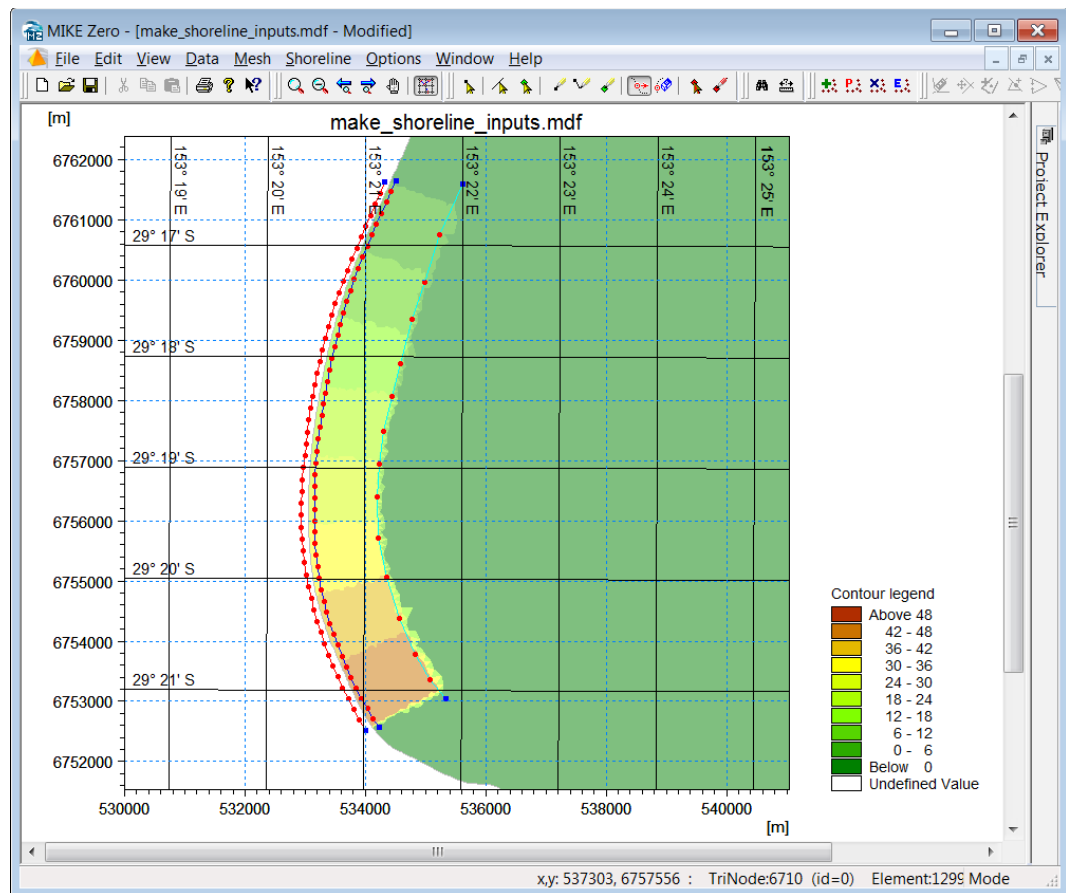 MIKE Zero - [make_shoreline_inputs.mdf - Modified]
File Edit View Data Mesh Shoreline Options Window Help
[m]
make_shoreline_inputs.mdf
6762000
6761000
6760000
6759000
6758000
6757000
6756000
6755000
6754000
6753000
6752000
153° 19' E
153° 20' E
153° 21' E
153° 22' E
153° 23' E
153° 24' E
153° 25' E
29° 17' S
29° 18' S
29° 19' S
29° 20' S
29° 21' S
530000 532000 534000 536000 538000 540000
[m]
Contour legend
Above 48
42 - 48
36 - 42
30 - 36
24 - 30
18 - 24
12 - 18
6 - 12
0 - 6
Below 0
Undefined Value
Project Explorer
x,y: 537303, 6757556 : TriNode:6710 (id=0) Element:1299 Mode